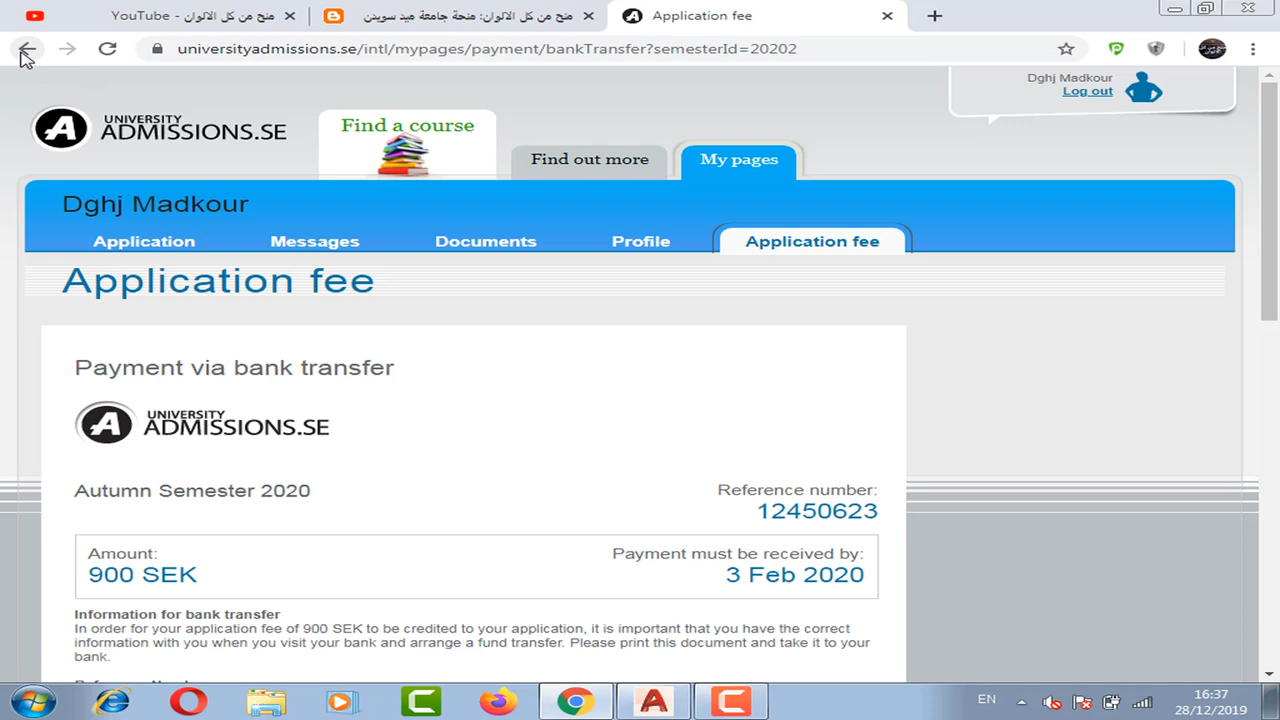 YouTube - منح من كل الالوان
منح من كل الالوان: منحة جامعة ميد سويدن
Application fee
universityadmissions.se/intl/mypages/payment/bankTransfer?semesterId=20202
Dghj Madkour
Log out
UNIVERSITY
ADMISSIONS.SE
Find a course
Find out more
My pages
Dghj Madkour
Application
Messages
Documents
Profile
Application fee
Application fee
Payment via bank transfer
UNIVERSITY
ADMISSIONS.SE
Autumn Semester 2020
Reference number:
12450623
Amount:
900 SEK
Payment must be received by:
3 Feb 2020
Information for bank transfer
In order for your application fee of 900 SEK to be credited to your application, it is important that you have the correct
information with you when you visit your bank and arrange a fund transfer. Please print this document and take it to your
bank.
EN
16:37
28/12/2019